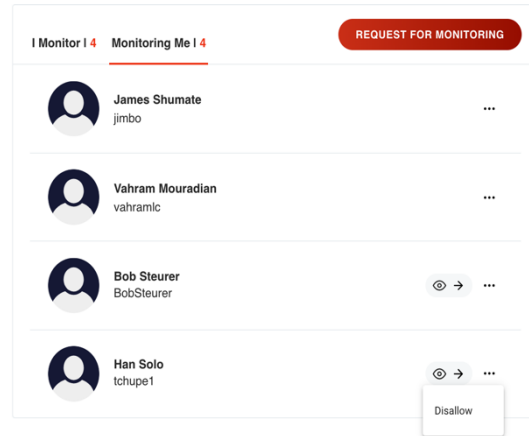 I Monitor | 4 Monitoring Me | 4 REQUEST FOR MONITORING
James Shumate
jimbo
Vahram Mouradian
vahramlc
Bob Steurer
BobSteurer
Han Solo
tchupe1
Disallow